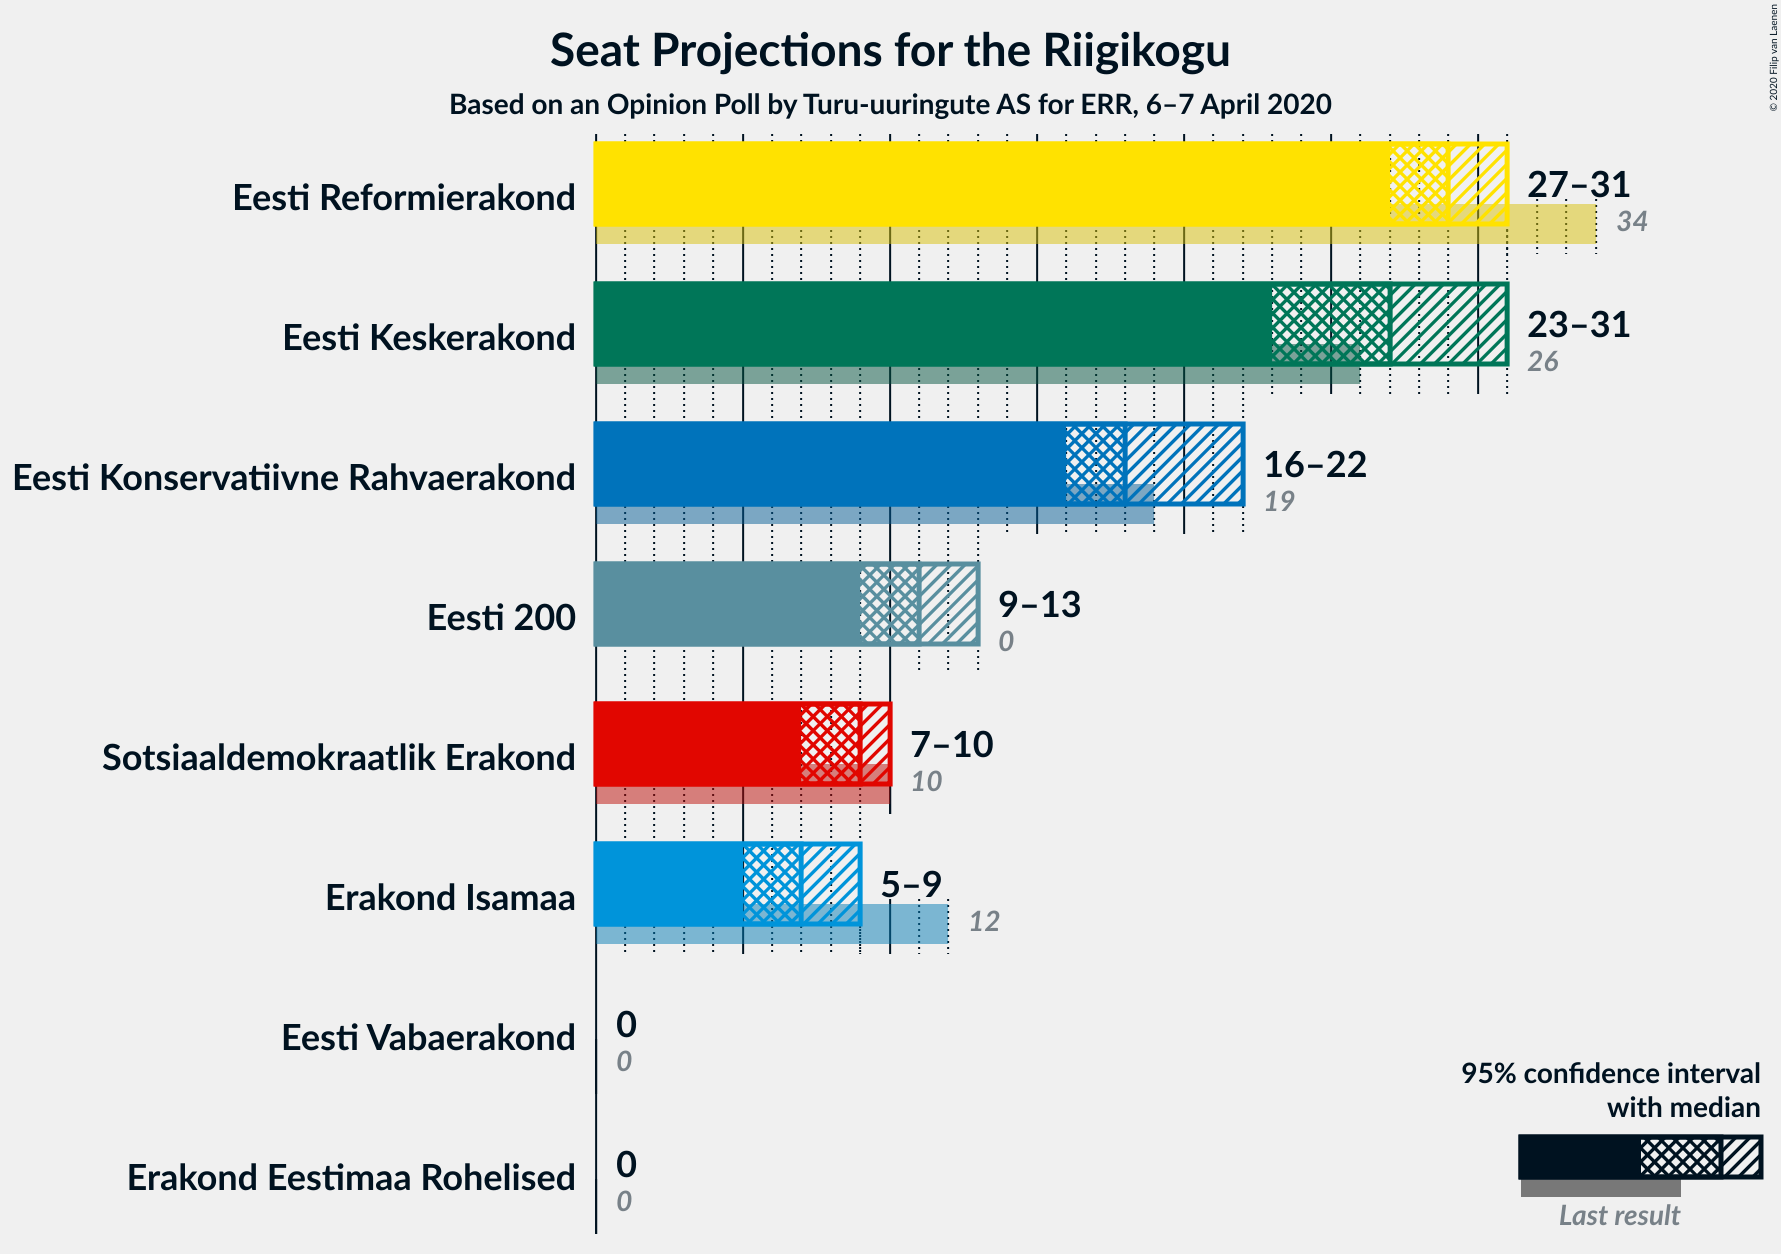 Seat Projections for the Riigikogu
Based on an Opinion Poll by Turu-uuringute AS for ERR, 6–7 April 2020
© 2020 Filip van Laenen
Eesti Reformierakond
27–31
34
Eesti Keskerakond
23–31
26
Eesti Konservatiivne Rahvaerakond
16–22
19
Eesti 200
9–13
0
Sotsiaaldemokraatlik Erakond
7–10
10
Erakond Isamaa
5–9
12
Eesti Vabaerakond
0
0
Erakond Eestimaa Rohelised
0
0
95% confidence interval
with median
Last result